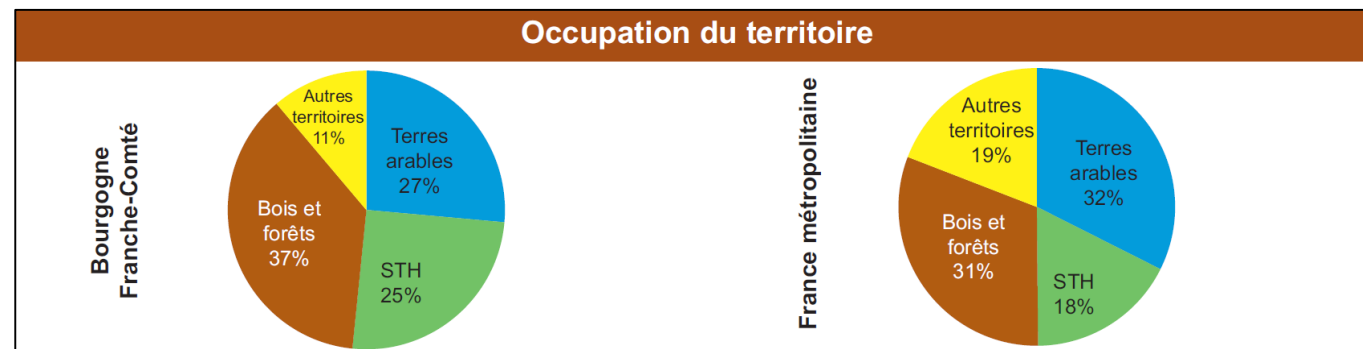 Occupation du territoire
Bourgogne
Franche-Comté
Autres
territoires
11%
Terres
arables
27%
Bois et
forêts
37%
STH
25%
France métropolitaine
Autres
territoires
19%
Terres
arables
32%
Bois et
forêts
31%
STH
18%